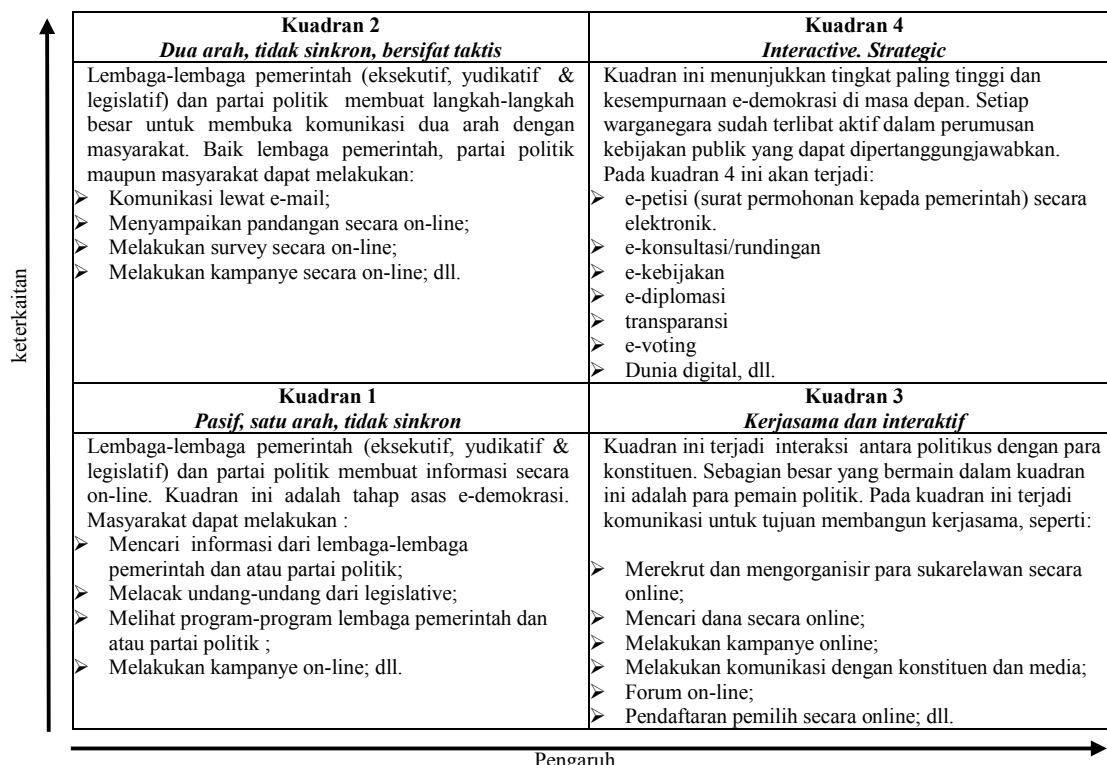 Kuadran 2
Dua arah, tidak sinkron, bersifat taktis
Lembaga-lembaga pemerintah (eksekutif, yudikatif &
legislatif) dan partai politik membuat langkah-langkah
besar untuk membuka komunikasi dua arah dengan
masyarakat. Baik lembaga pemerintah, partai politik
maupun masyarakat dapat melakukan:
➢ Komunikasi lewat e-mail;
➢ Menyampaikan pandangan secara on-line;
➢ Melakukan survey secara on-line;
➢ Melakukan kampanye secara on-line; dll.
Kuadran 4
Interactive. Strategic
Kuadran ini menunjukkan tingkat paling tinggi dan
kesempurnaan e-demokrasi di masa depan. Setiap
warganegara sudah terlibat aktif dalam perumusan
kebijakan publik yang dapat dipertanggungjawabkan.
Pada kuadran 4 ini akan terjadi:
➢ e-petisi (surat permohonan kepada pemerintah) secara
elektronik.
➢ e-konsultasi/rundingan
➢ e-kebijakan
➢ e-diplomasi
➢ transparansi
➢ e-voting
➢ Dunia digital, dll.
keterkaitan
Kuadran 1
Pasif, satu arah, tidak sinkron
Lembaga-lembaga pemerintah (eksekutif, yudikatif &
legislatif) dan partai politik membuat informasi secara
on-line. Kuadran ini adalah tahap asas e-demokrasi.
Masyarakat dapat melakukan :
➢ Mencari informasi dari lembaga-lembaga
pemerintah dan atau partai politik;
➢ Melacak undang-undang dari legislative;
➢ Melihat program-program lembaga pemerintah dan
atau partai politik ;
➢ Melakukan kampanye on-line; dll.
Kuadran 3
Kerjasama dan interaktif
Kuadran ini terjadi interaksi antara politikus dengan para
konstituen. Sebagian besar yang bermain dalam kuadran
ini adalah para pemain politik. Pada kuadran ini terjadi
komunikasi untuk tujuan membangun kerjasama, seperti:
➢ Merekrut dan mengorganisir para sukarelawan secara
online;
➢ Mencari dana secara online;
➢ Melakukan kampanye online;
➢ Melakukan komunikasi dengan konstituen dan media;
➢ Forum on-line;
➢ Pendaftaran pemilih secara online; dll.
Pengaruh